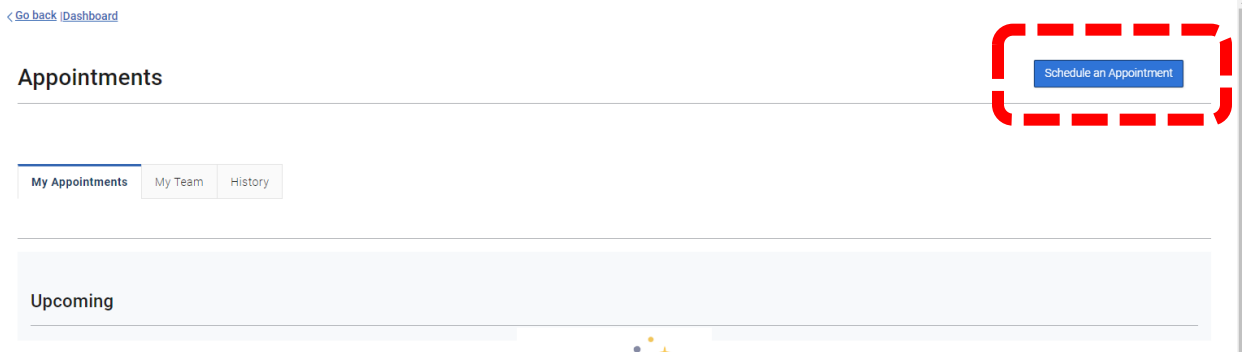 Go back |Dashboard
Appointments
Schedule an Appointment
My Appointments My Team History
Upcoming